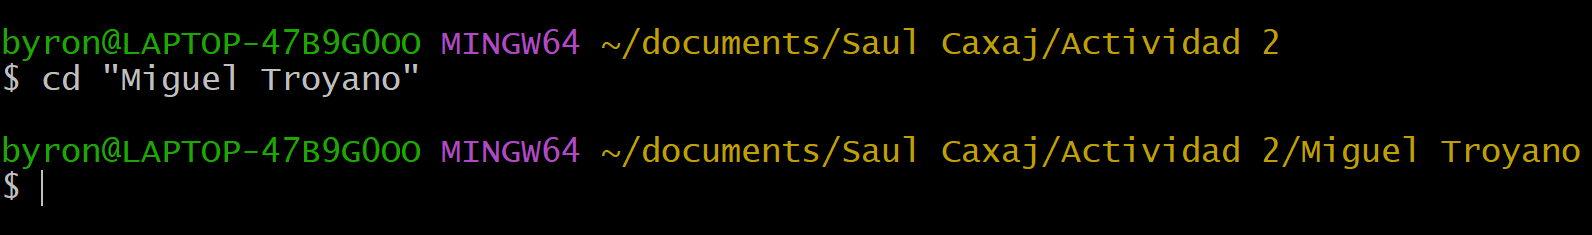 byron@LAPTOP-47B9G0OO MINGW64 ~/documents/Saul Caxaj/Actividad 2
$ cd "Miguel Troyano"
byron@LAPTOP-47B9G0OO MINGW64 ~/documents/Saul Caxaj/Actividad 2/Miguel Troyano
$